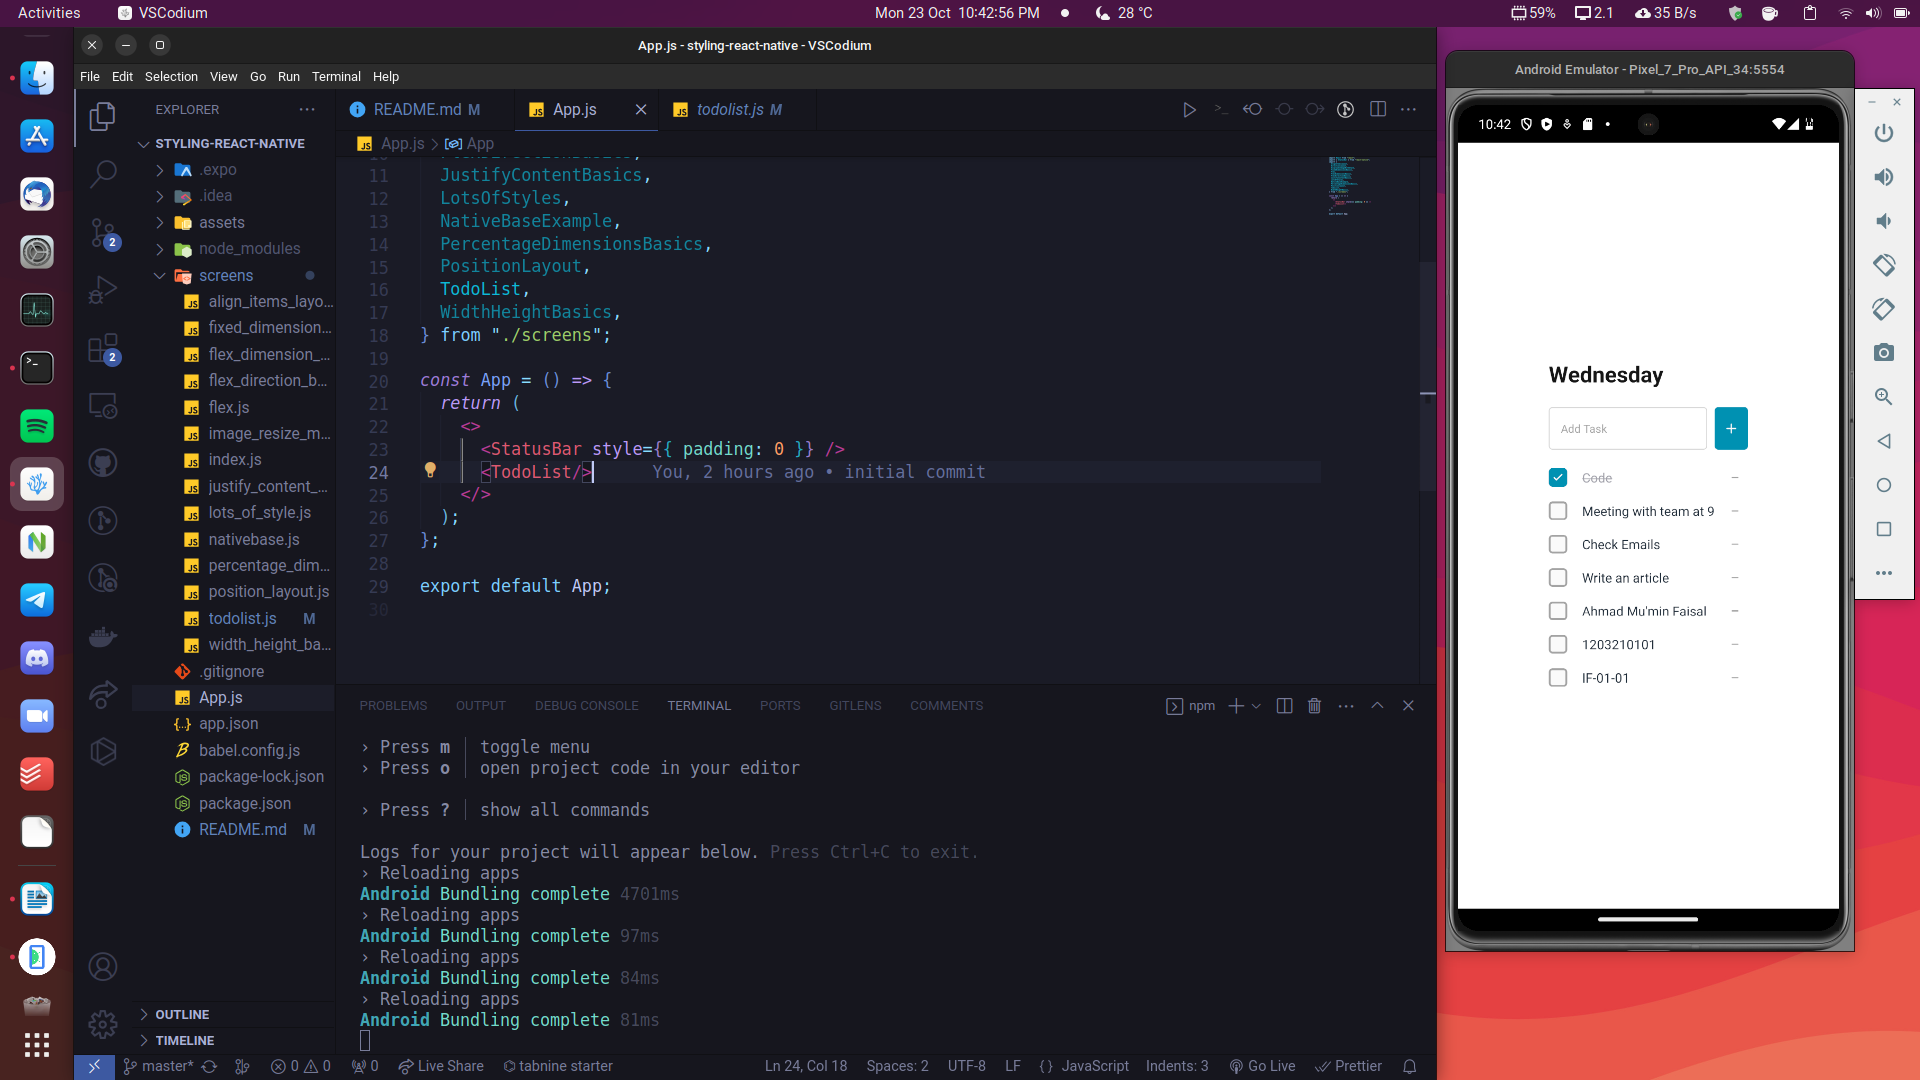 Activities
VSCodium
Mon 23 Oct 10:42:56 PM
28 °C
59%
2.1
35 B/s
App.js - styling-react-native - VSCodium
File Edit Selection View Go Run Terminal Help
EXPLORER
STYLING-REACT-NATIVE
.expo
.idea
assets
node_modules
screens
align_items_layo...
fixed_dimension...
flex_dimension_...
flex_direction_b...
flex.js
image_resize_m...
index.js
justify_content_...
lots_of_style.js
nativebase.js
percentage_dim...
position_layout.js
todolist.js M
width_height_ba...
.gitignore
App.js
app.json
babel.config.js
package-lock.json
package.json
README.md M
OUTLINE
TIMELINE
2
2
README.md M
App.js
todolist.js M
App.js > App
11 JustifyContentBasics,
12 LotsOfStyles,
13 NativeBaseExample,
14 PercentageDimensionsBasics,
15 PositionLayout,
16 TodoList,
17 WidthHeightBasics,
18 } from "./screens";
19
20 const App = () => {
21 return (
22 <>
23 <StatusBar style={{ padding: 0 }} />
24 <TodoList/> You, 2 hours ago • initial commit
25 </>
26 );
27 };
28
29 export default App;
30
PROBLEMS OUTPUT DEBUG CONSOLE TERMINAL PORTS GITLENS COMMENTS
npm
› Press m │ toggle menu
› Press o │ open project code in your editor
› Press ? │ show all commands
Logs for your project will appear below. Press Ctrl+C to exit.
› Reloading apps
Android Bundling complete 4701ms
› Reloading apps
Android Bundling complete 97ms
› Reloading apps
Android Bundling complete 84ms
› Reloading apps
Android Bundling complete 81ms
master* 0 0 0 Live Share tabnine starter
Ln 24, Col 18 Spaces: 2 UTF-8 LF { } JavaScript Indents: 3 Go Live Prettier
Android Emulator - Pixel_7_Pro_API_34:5554
10:42
Wednesday
Add Task
+
Code
Meeting with team at 9
Check Emails
Write an article
Ahmad Mu'min Faisal
1203210101
IF-01-01